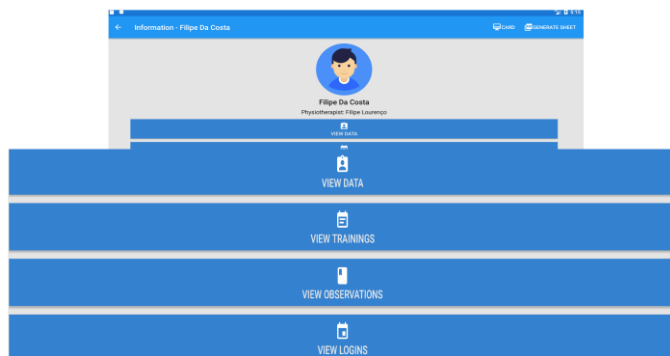 Information - Filipe Da Costa
CARD
GENERATE SHEET
Filipe Da Costa
Physiotherapist: Filipe Lourenço
VIEW DATA
VIEW DATA
VIEW TRAININGS
VIEW OBSERVATIONS
VIEW LOGINS